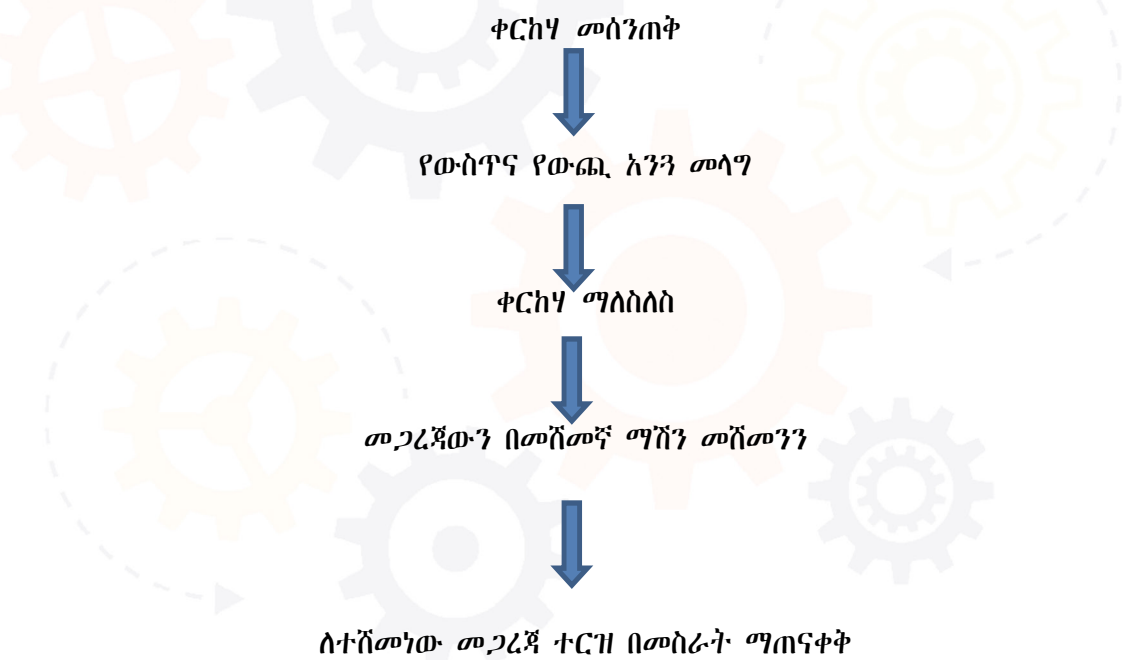 ቀርከሃ መሰንጠቅ
የውስጥና የውጪ አንጓ መላግ
ቀርከሃ ማለስለስ
መጋረጃውን በመሸመኛ ማሽን መሸመንን
ለተሸመነው መጋረጃ ተርዝ በመስራት ማጠናቀቅ